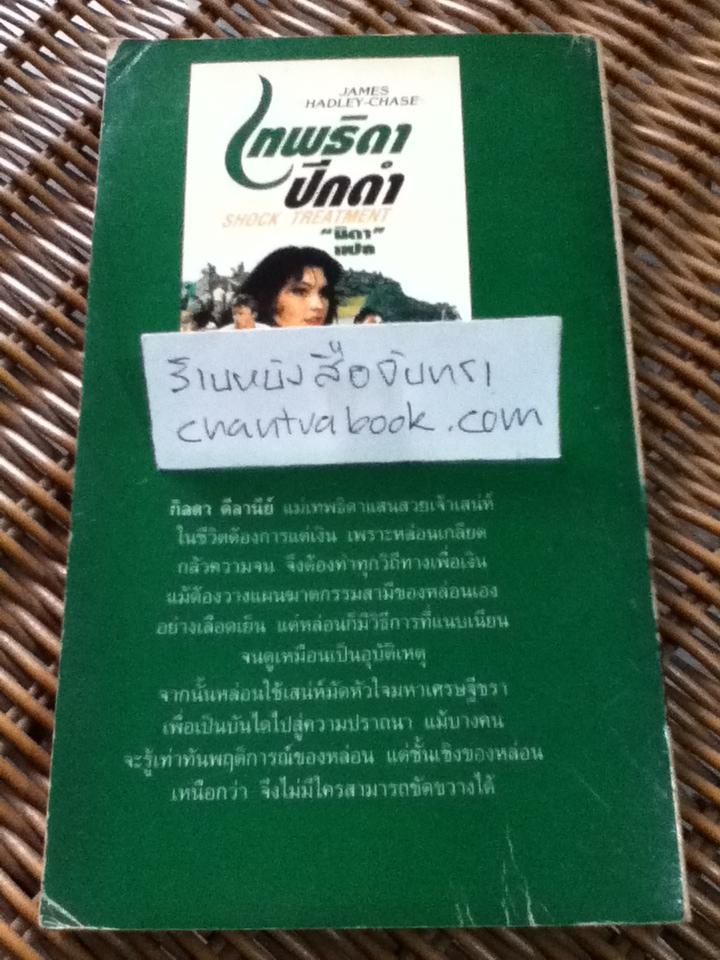 JAMES
HADLEY-CHASE
เทพธิดา
ปีกดำ
SHOCK TREATMENT
"นิดา"
แปล
ร้านหนังสือจันทรา
chantrabook.com
กิลดา ดีลานีย์ แม่เทพธิดาแสนสวยเจ้าเสน่ห์
ในชีวิตต้องการแต่เงิน เพราะหล่อนเกลียด
กลัวความจน จึงต้องทำทุกวิถีทางเพื่อเงิน
แม้ต้องวางแผนฆาตกรรมสามีของหล่อนเอง
อย่างเลือดเย็น แต่หล่อนก็มีวิธีการที่แนบเนียน
จนดูเหมือนเป็นอุบัติเหตุ
จากนั้นหล่อนใช้เสน่ห์มัดหัวใจมหาเศรษฐีชรา
เพื่อเป็นบันไดไปสู่ความปราถนา แม้บางคน
จะรู้เท่าทันพฤติการณ์ของหล่อน แต่ชั้นเชิงของหล่อน
เหนือกว่า จึงไม่มีใครสามารถขัดขวางได้